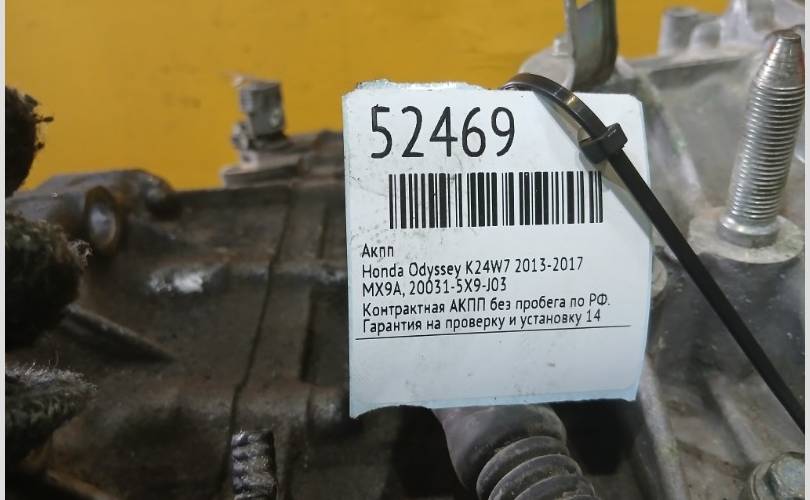 52469
Акпп
Honda Odyssey K24W7 2013-2017
MX9A, 20031-5X9-J03
Контрактная АКПП без пробега по РФ.
Гарантия на проверку и установку 14